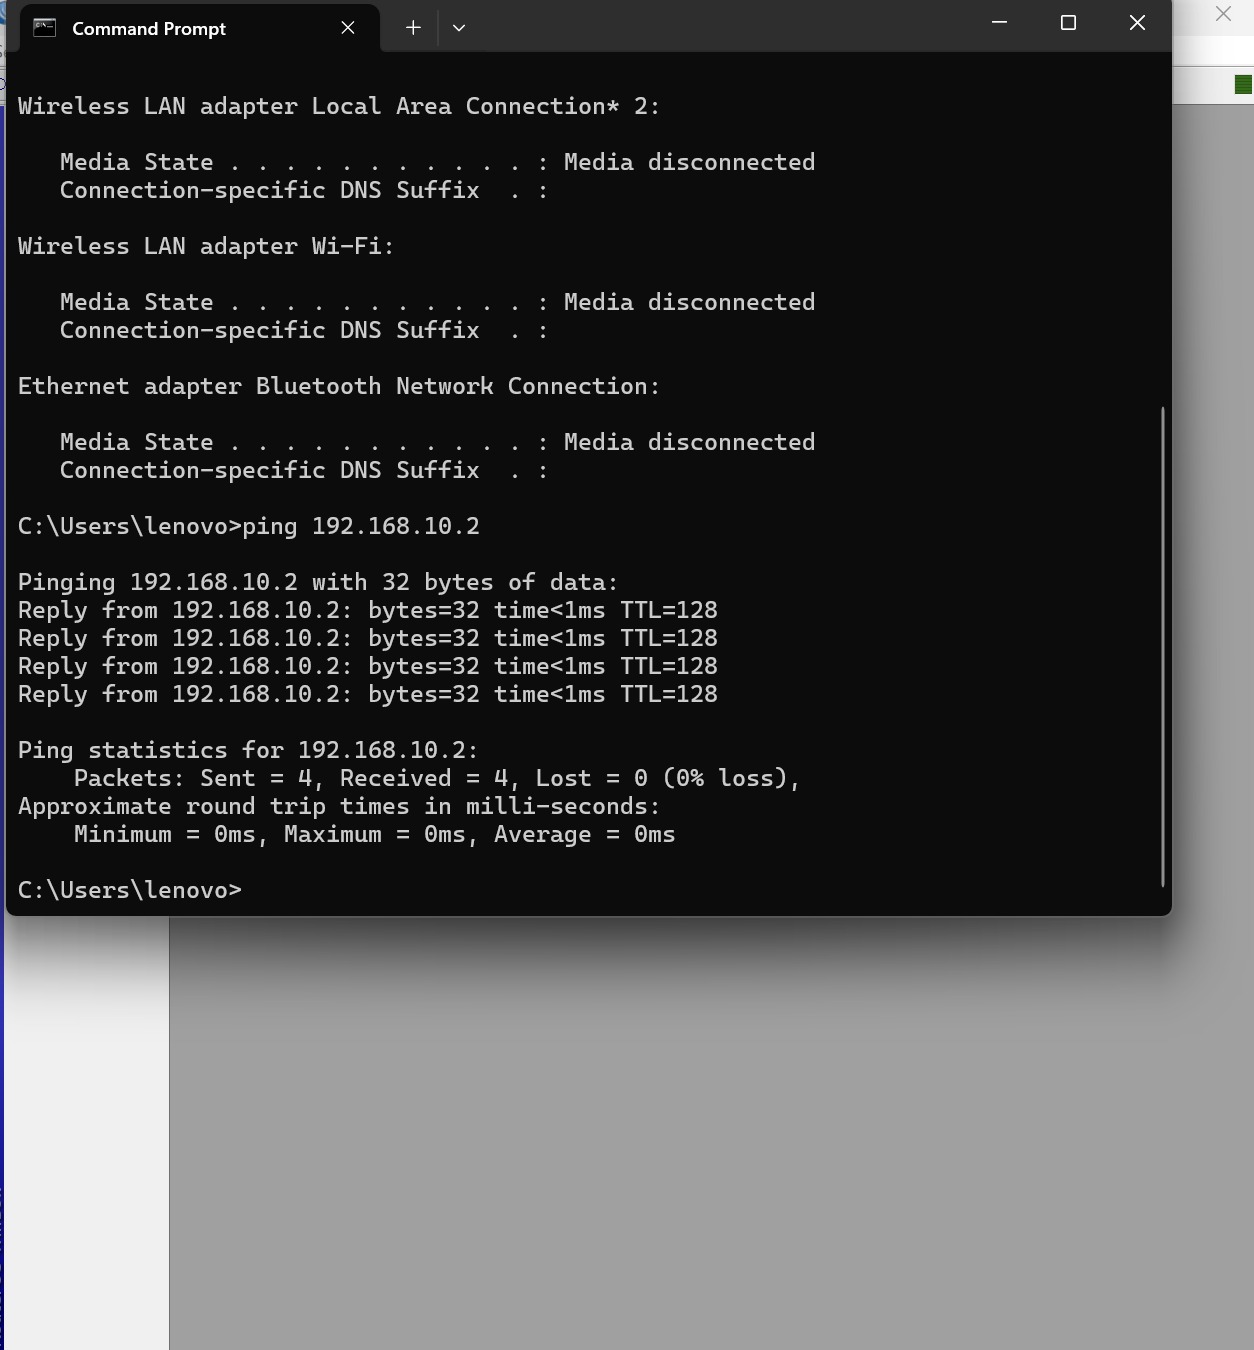 Command Prompt
Wireless LAN adapter Local Area Connection* 2:
Media State . . . . . . . . . . . : Media disconnected
Connection-specific DNS Suffix  . :
Wireless LAN adapter Wi-Fi:
Media State . . . . . . . . . . . : Media disconnected
Connection-specific DNS Suffix  . :
Ethernet adapter Bluetooth Network Connection:
Media State . . . . . . . . . . . : Media disconnected
Connection-specific DNS Suffix  . :
C:\Users\lenovo>ping 192.168.10.2
Pinging 192.168.10.2 with 32 bytes of data:
Reply from 192.168.10.2: bytes=32 time<1ms TTL=128
Reply from 192.168.10.2: bytes=32 time<1ms TTL=128
Reply from 192.168.10.2: bytes=32 time<1ms TTL=128
Reply from 192.168.10.2: bytes=32 time<1ms TTL=128
Ping statistics for 192.168.10.2:
Packets: Sent = 4, Received = 4, Lost = 0 (0% loss),
Approximate round trip times in milli-seconds:
Minimum = 0ms, Maximum = 0ms, Average = 0ms
C:\Users\lenovo>